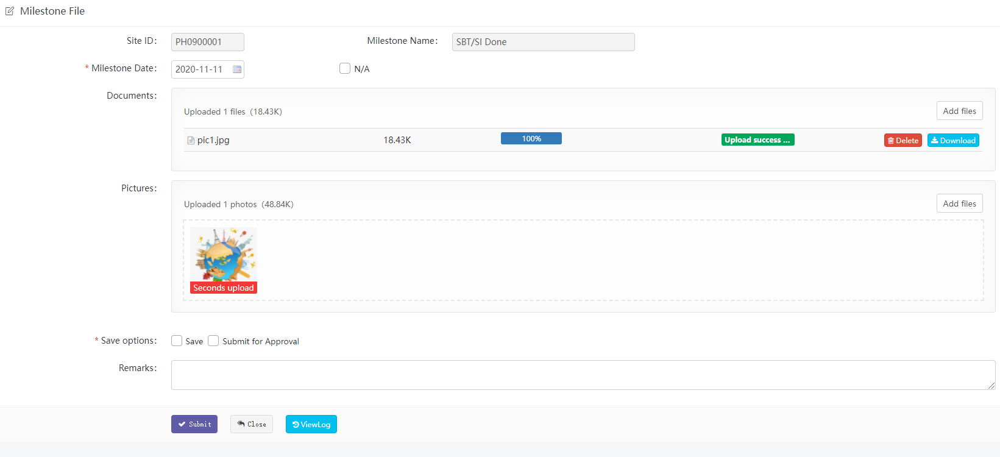 Milestone File
Site ID: PH0900001 Milestone Name: SBT/SI Done
* Milestone Date: 2020-11-11 N/A
Documents:
Uploaded 1 files (18.43K) Add files
pic1.jpg 18.43K 100% Upload success ... Delete Download
Pictures:
Uploaded 1 photos (48.84K) Add files
Seconds upload
* Save options: Save Submit for Approval
Remarks:
Submit Close ViewLog